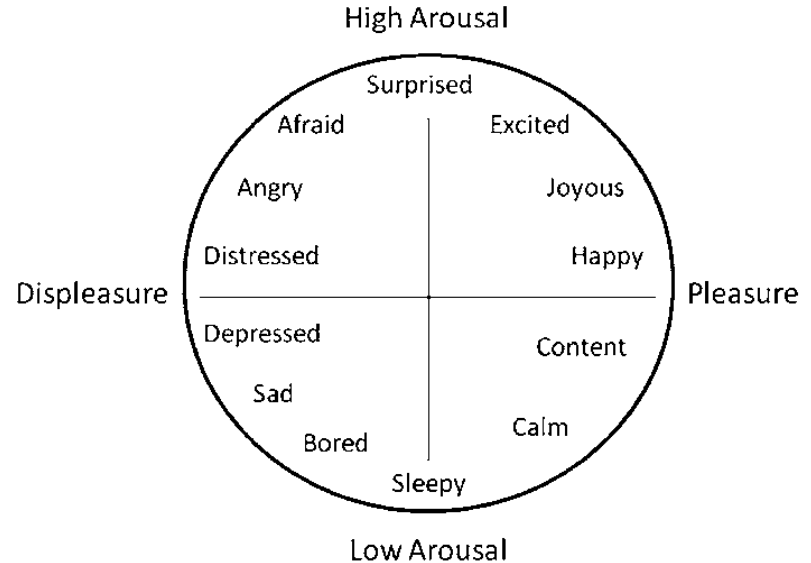 High Arousal
Surprised
Afraid
Excited
Angry
Joyous
Distressed
Happy
Displeasure
Pleasure
Depressed
Content
Sad
Calm
Bored
Sleepy
Low Arousal